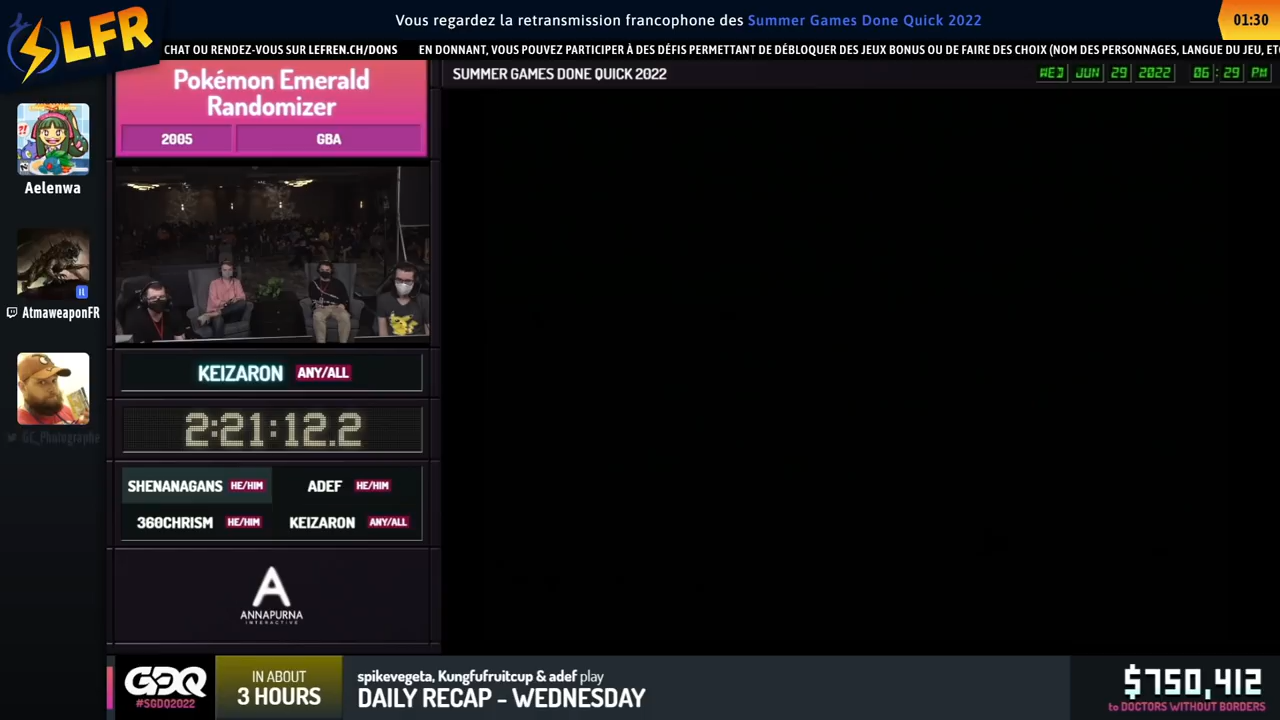 LFR
Vous regardez la retransmission francophone des Summer Games Done Quick 2022
01:30
CHAT OU RENDEZ-VOUS SUR LEFREN.CH/DONS EN DONNANT, VOUS POUVEZ PARTICIPER À DES DÉFIS PERMETTANT DE DÉBLOQUER DES JEUX BONUS OU DE FAIRE DES CHOIX (NOM DES PERSONNAGES, LANGUE DU JEU,
Pokémon Emerald
Randomizer
2005 GBA
SUMMER GAMES DONE QUICK 2022
WED JUN 29 2022 06:29 PM
Aelenwa
AtmaweaponFR
GC_Photographe
KEIZARON ANY/ALL
2:21:12.2
SHENANAGANS HE/HIM ADEF HE/HIM
360CHRISM HE/HIM KEIZARON ANY/ALL
ANNAPURNA
INTERACTIVE
GDQ
#SGDQ2022
IN ABOUT
3 HOURS
spikevegeta, Kungfufruitcup & adef play
DAILY RECAP - WEDNESDAY
$750,412
to DOCTORS WITHOUT BORDERS